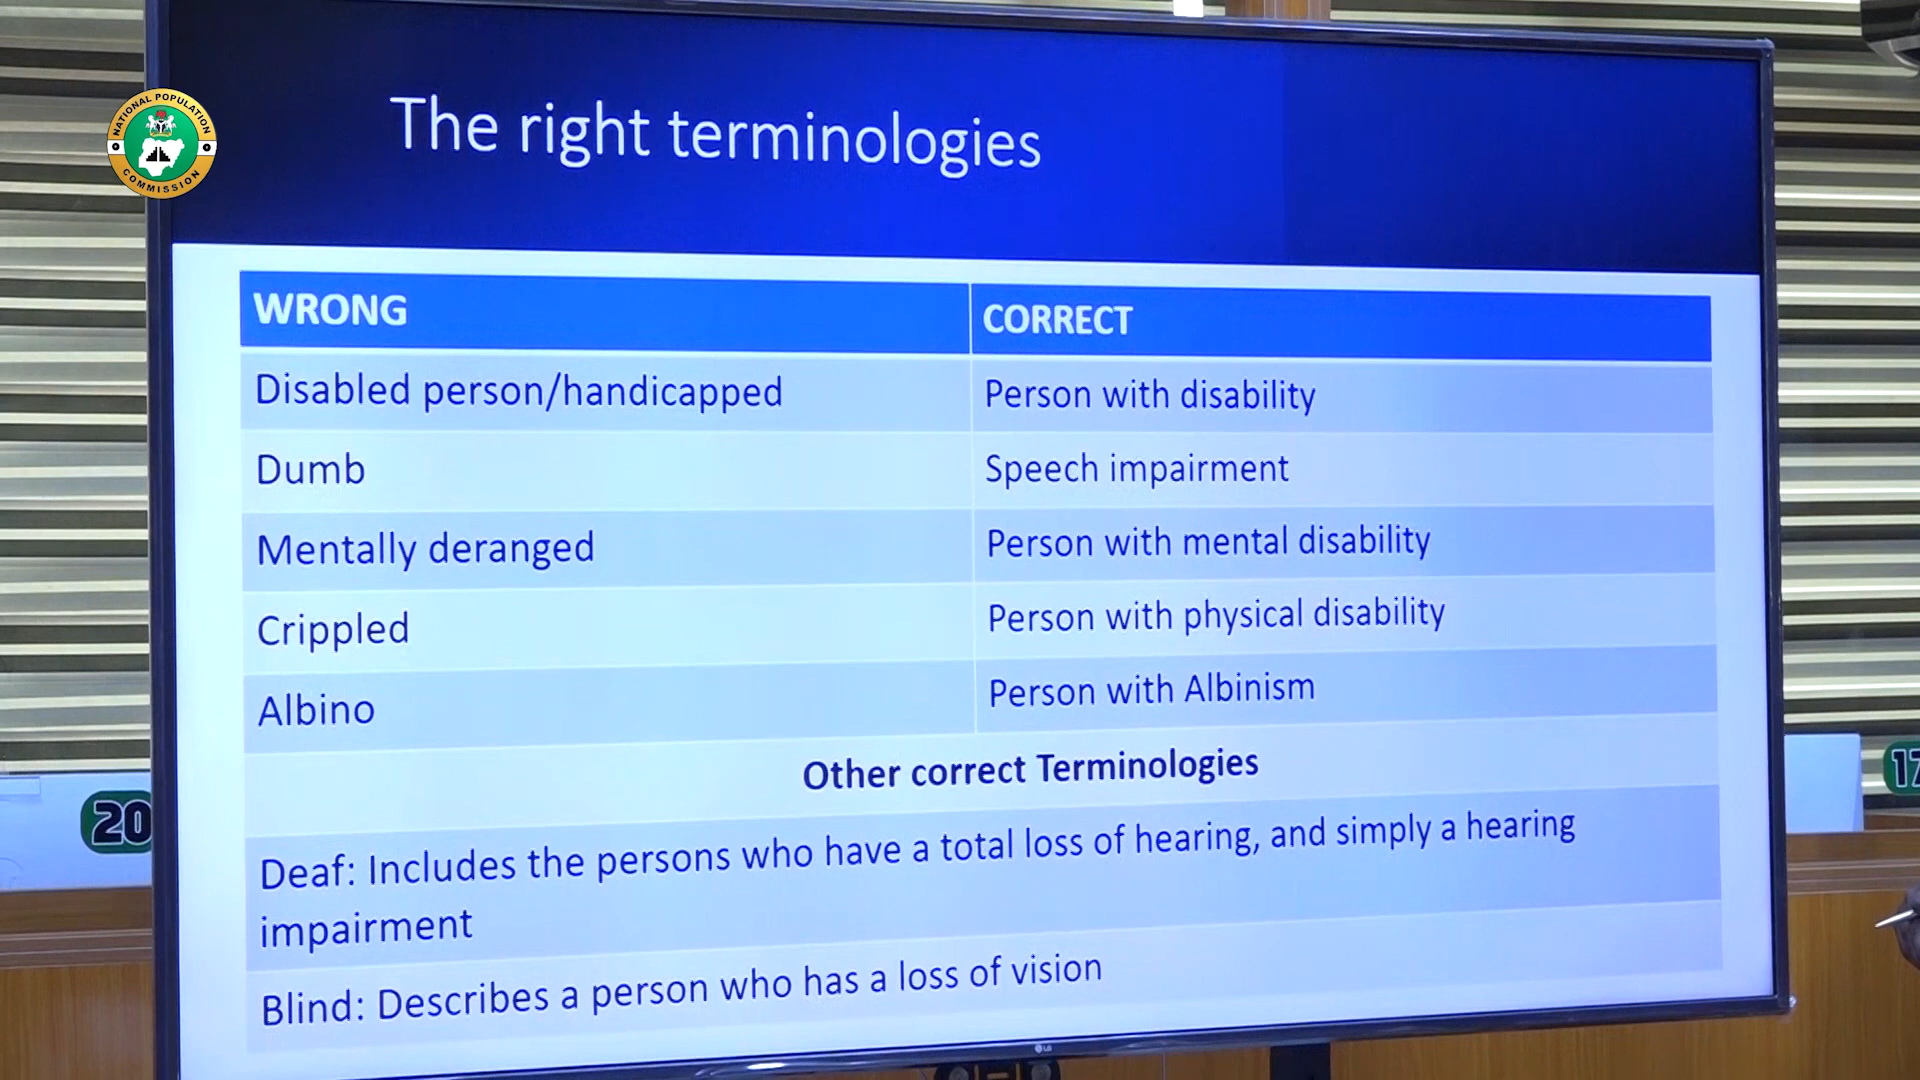 NATIONAL POPULATION
COMMISSION
The right terminologies
WRONG
CORRECT
Disabled person/handicapped
Person with disability
Dumb
Speech impairment
Mentally deranged
Person with mental disability
Crippled
Person with physical disability
Albino
Person with Albinism
Other correct Terminologies
Deaf: Includes the persons who have a total loss of hearing, and simply a hearing
impairment
Blind: Describes a person who has a loss of vision
20
17
LG